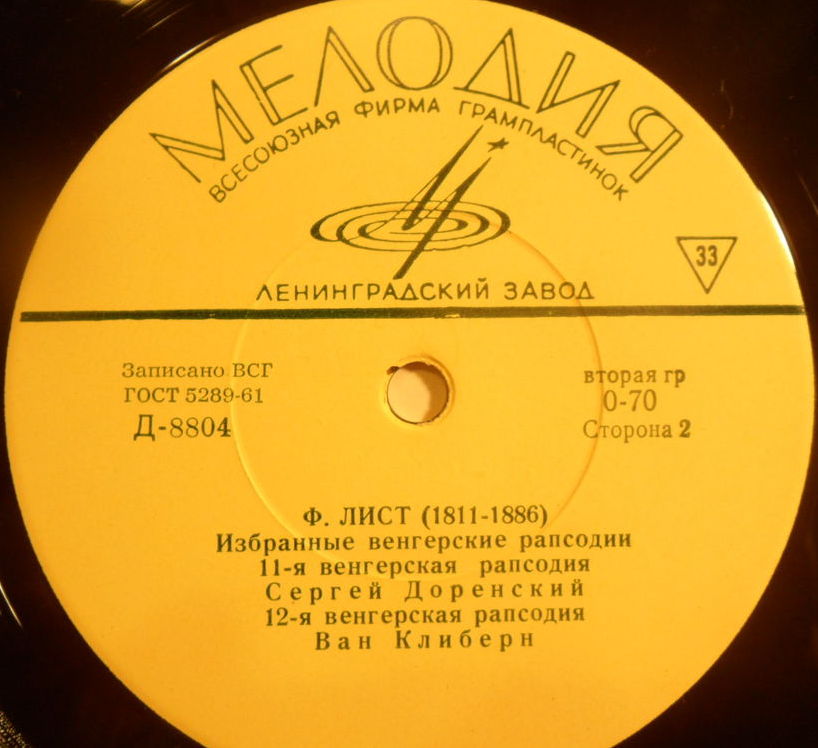 МЕЛОДИЯ
ВСЕСОЮЗНАЯ ФИРМА ГРАМПЛАСТИНОК
33
ЛЕНИНГРАДСКИЙ ЗАВОД
Записано ВСГ
ГОСТ 5289-61
Д-8804
вторая гр
0-70
Сторона 2
Ф. ЛИСТ (1811-1886)
Избранные венгерские рапсодии
11-я венгерская рапсодия
Сергей Доренский
12-я венгерская рапсодия
Ван Клиберн